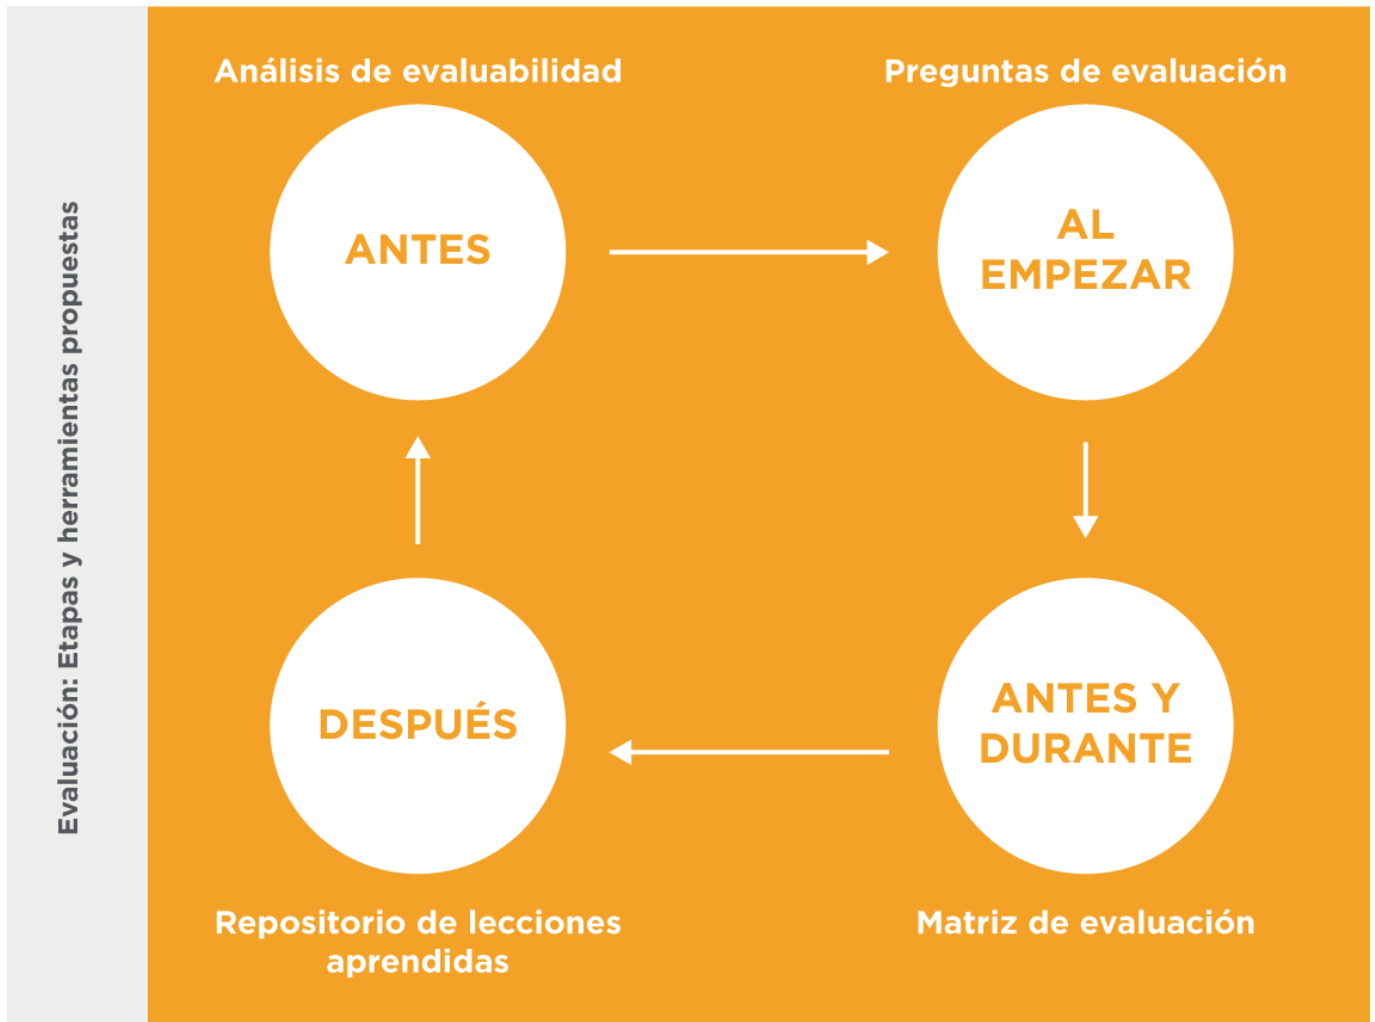 Evaluación: Etapas y herramientas propuestas
Análisis de evaluabilidad
ANTES
Preguntas de evaluación
AL
EMPEZAR
ANTES Y
DURANTE
Matriz de evaluación
DESPUÉS
Repositorio de lecciones
aprendidas